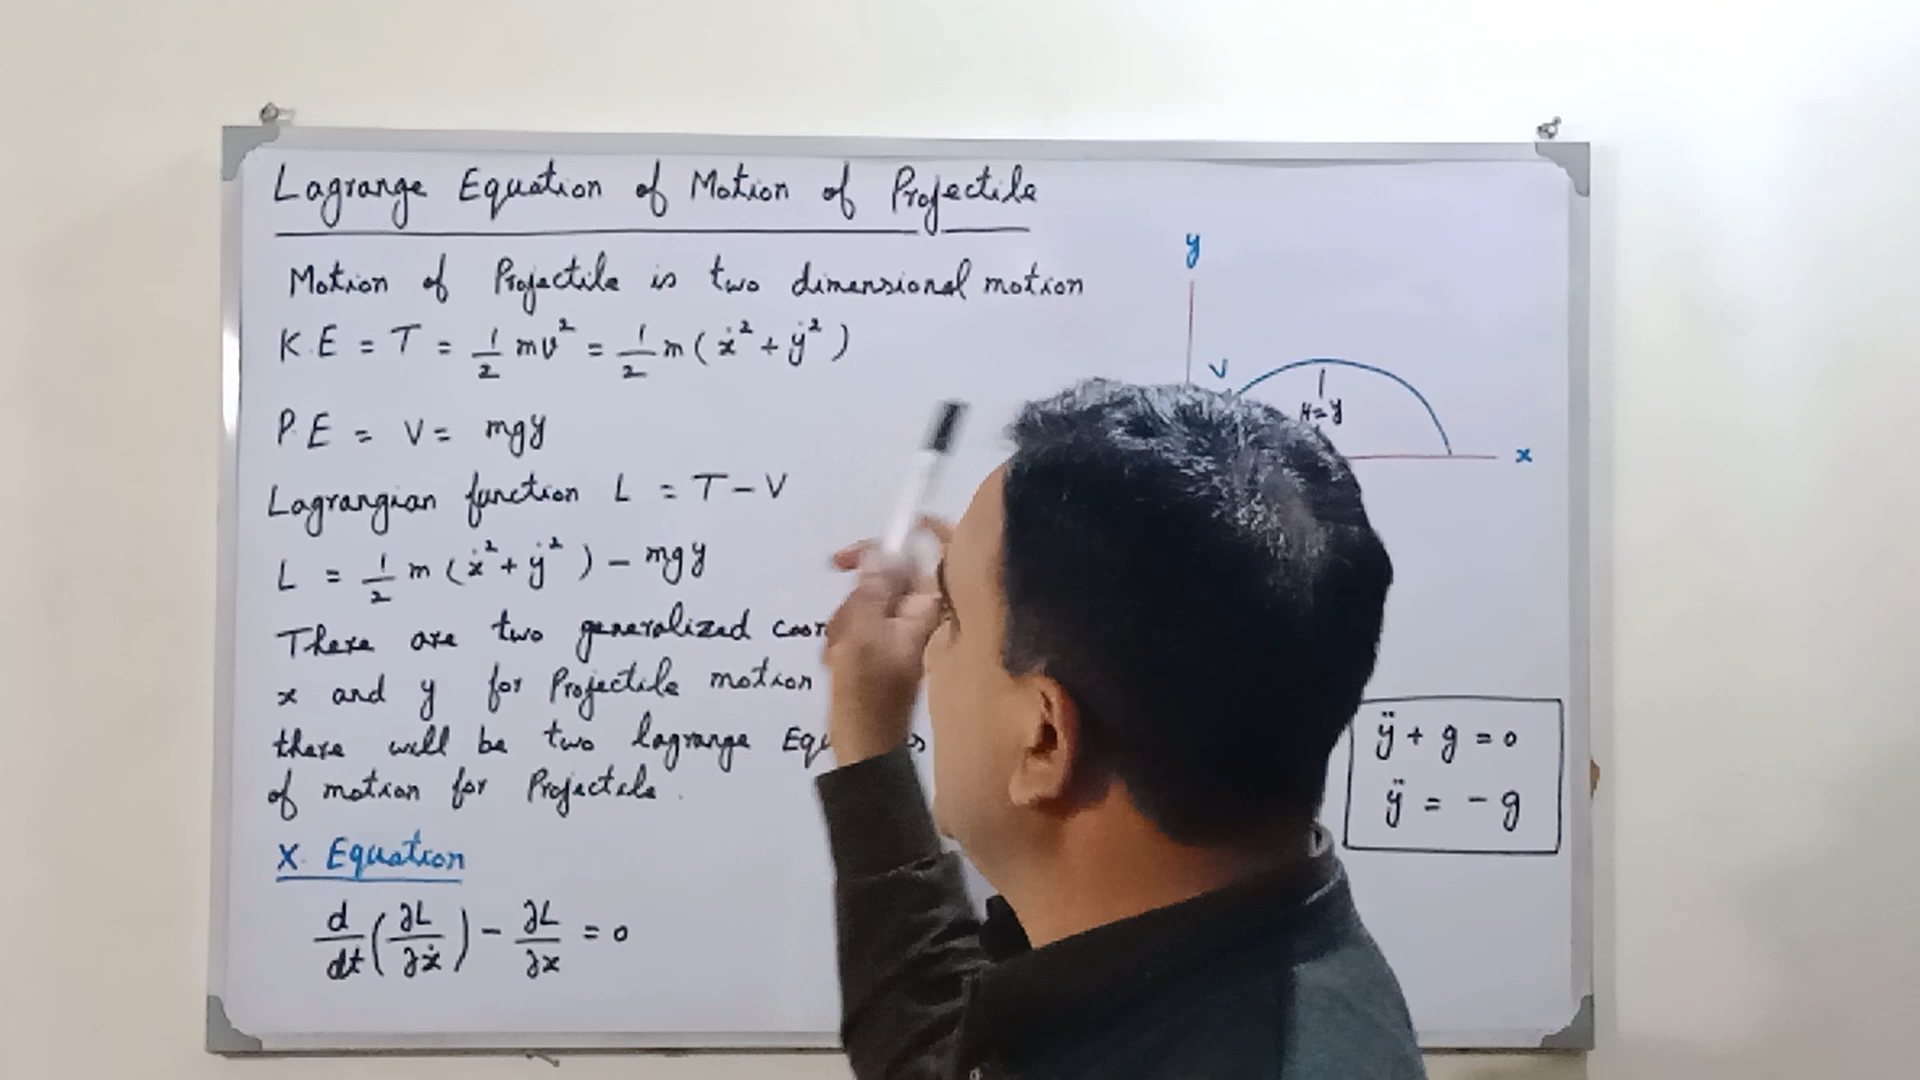 Lagrange Equation of Motion of Projectile
Motion of Projectile is two dimensional motion
K.E = T = 1/2 mv² = 1/2 m(ẋ² + ẏ²)
P.E = V = mgy
Lagrangian function L = T - V
L = 1/2 m(ẋ² + ẏ²) - mgy
There are two generalized
x and y for Projectile motion
there will be two lagrange
of motion for Projectile.
X. Equation
d/dt(∂L/∂ẋ) - ∂L/∂x = 0
y
v
H=y
x
ÿ + g = 0
ÿ = - g